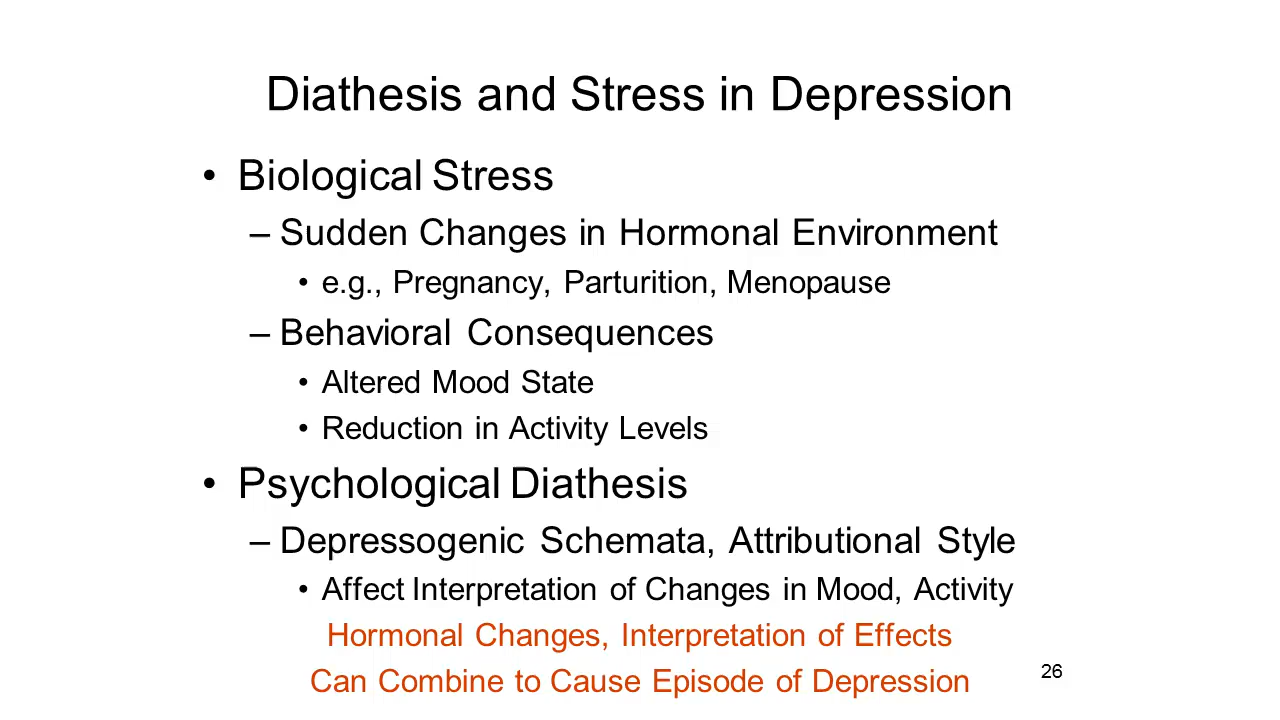 Diathesis and Stress in Depression
• Biological Stress
– Sudden Changes in Hormonal Environment
• e.g., Pregnancy, Parturition, Menopause
– Behavioral Consequences
• Altered Mood State
• Reduction in Activity Levels
• Psychological Diathesis
– Depressogenic Schemata, Attributional Style
• Affect Interpretation of Changes in Mood, Activity
Hormonal Changes, Interpretation of Effects
Can Combine to Cause Episode of Depression
26